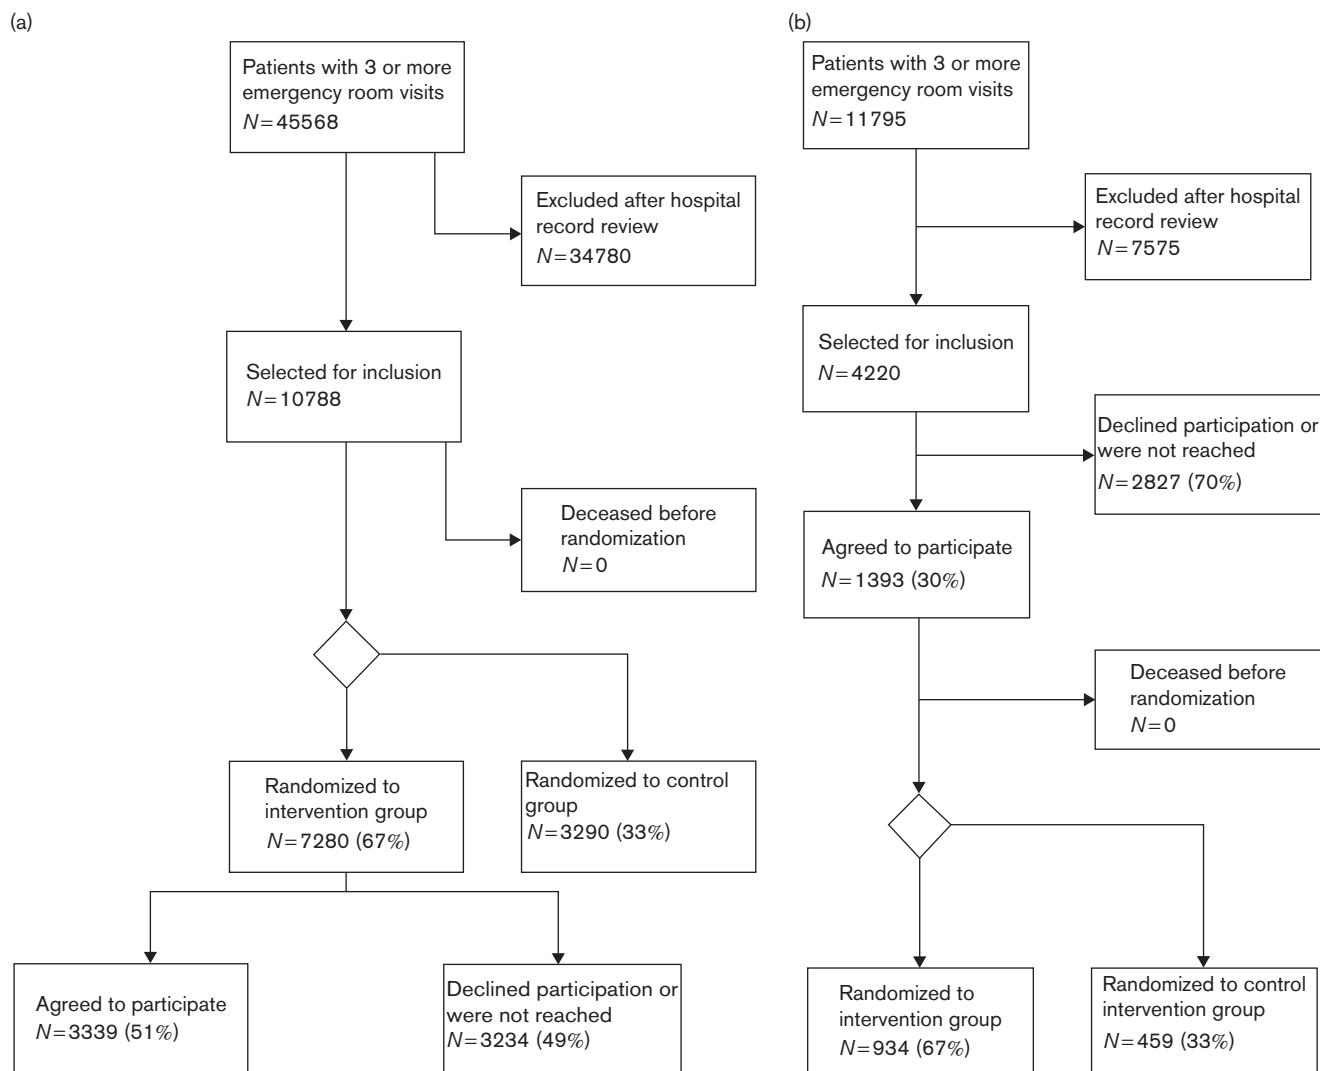 (a)
Patients with 3 or more
emergency room visits
N=45568
Excluded after hospital
record review
N=34780
Selected for inclusion
N=10788
Deceased before
randomization
N=0
Randomized to
intervention group
N=7280 (67%)
Randomized to control
group
N=3290 (33%)
Agreed to participate
N=3339 (51%)
Declined participation or
were not reached
N=3234 (49%)
(b)
Patients with 3 or more
emergency room visits
N=11795
Excluded after hospital
record review
N=7575
Selected for inclusion
N=4220
Declined participation or
were not reached
N=2827 (70%)
Agreed to participate
N=1393 (30%)
Deceased before
randomization
N=0
Randomized to
intervention group
N=934 (67%)
Randomized to control
intervention group
N=459 (33%)